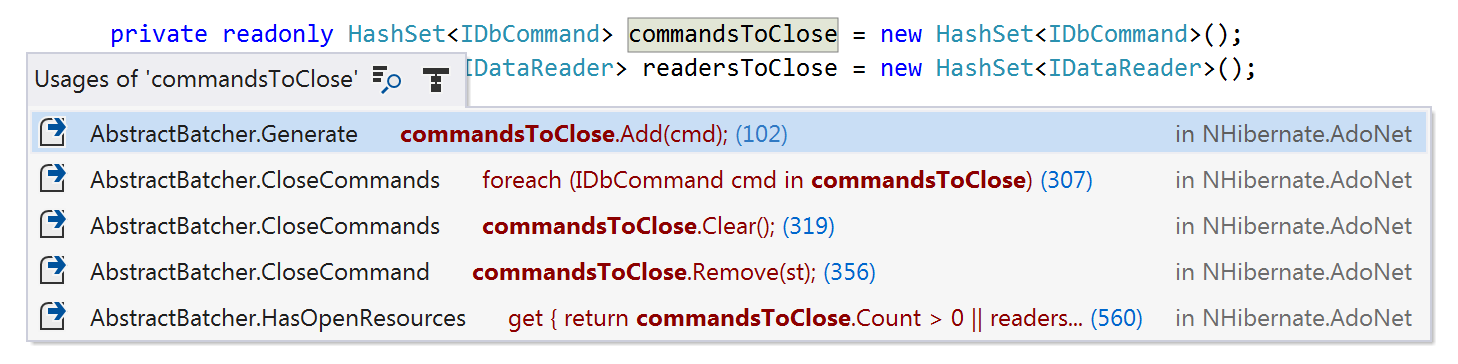 private readonly HashSet<IDbCommand> commandsToClose = new HashSet<IDbCommand>();
IDataReader> readersToClose = new HashSet<IDataReader>();
Usages of 'commandsToClose'
AbstractBatcher.Generate commandsToClose.Add(cmd); (102) in NHibernate.AdoNet
AbstractBatcher.CloseCommands foreach (IDbCommand cmd in commandsToClose) (307) in NHibernate.AdoNet
AbstractBatcher.CloseCommands commandsToClose.Clear(); (319) in NHibernate.AdoNet
AbstractBatcher.CloseCommand commandsToClose.Remove(st); (356) in NHibernate.AdoNet
AbstractBatcher.HasOpenResources get { return commandsToClose.Count > 0 || readers... (560) in NHibernate.AdoNet